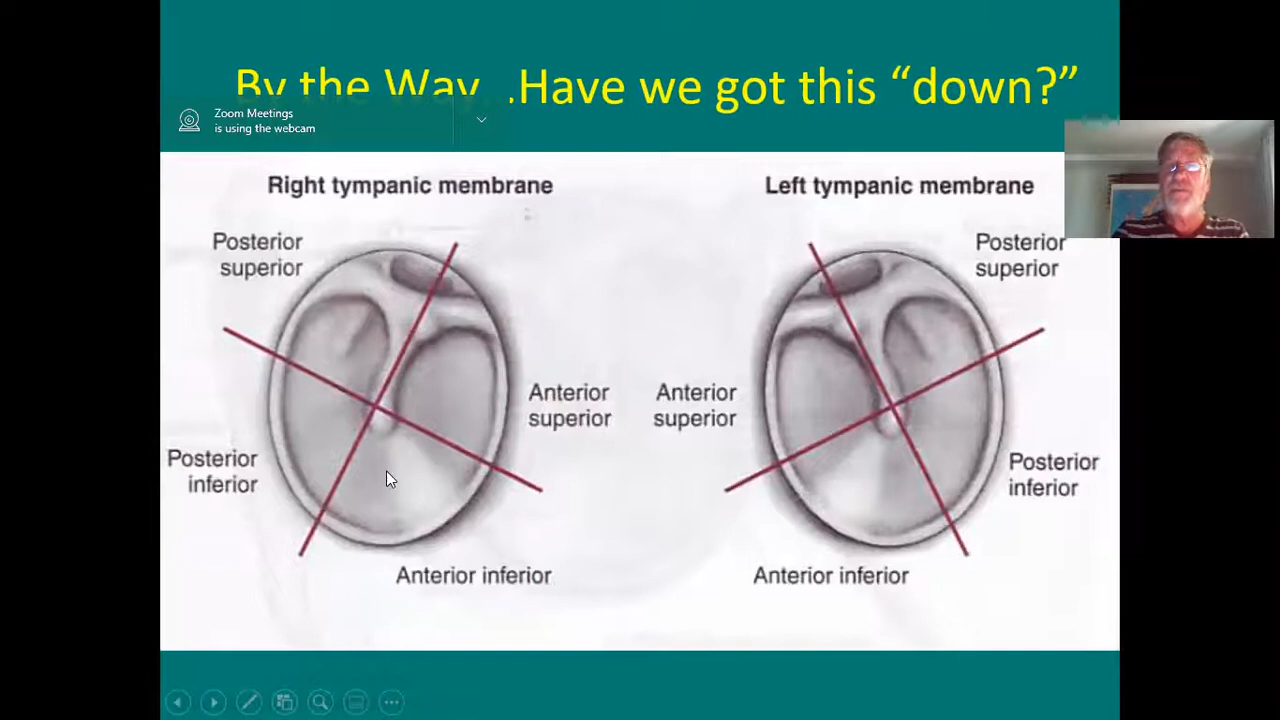 By the Way. .Have we got this “down?”
Zoom Meetings
is using the webcam
Right tympanic membrane
Left tympanic membrane
Posterior
superior
Posterior
superior
Anterior
superior
Anterior
superior
Posterior
inferior
Posterior
inferior
Anterior inferior
Anterior inferior